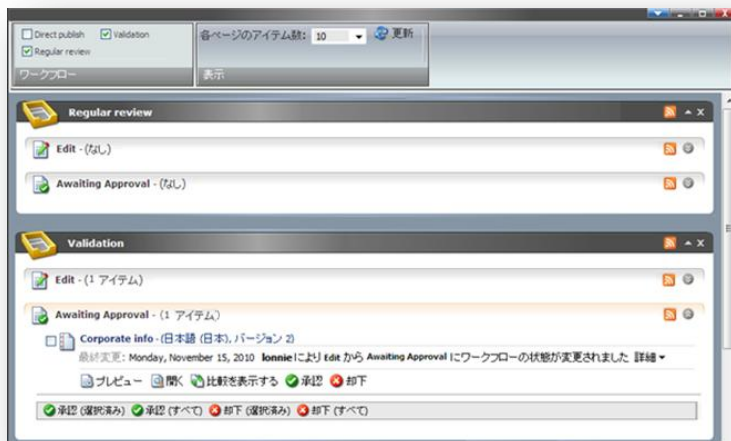 Direct publish Validation
各ページのアイテム数: 10 更新
Regular review
ワークフロー
表示
Regular review
Edit - (なし)
Awaiting Approval - (なし)
Validation
Edit - (1 アイテム)
Awaiting Approval - (1 アイテム)
Corporate info - (日本語 (日本), バージョン 2)
最終変更: Monday, November 15, 2010 lonnie により Edit から Awaiting Approval にワークフローの状態が変更されました 詳細
プレビュー 開く 比較を表示する 承認 却下
承認 (選択済み) 承認 (すべて) 却下 (選択済み) 却下 (すべて)